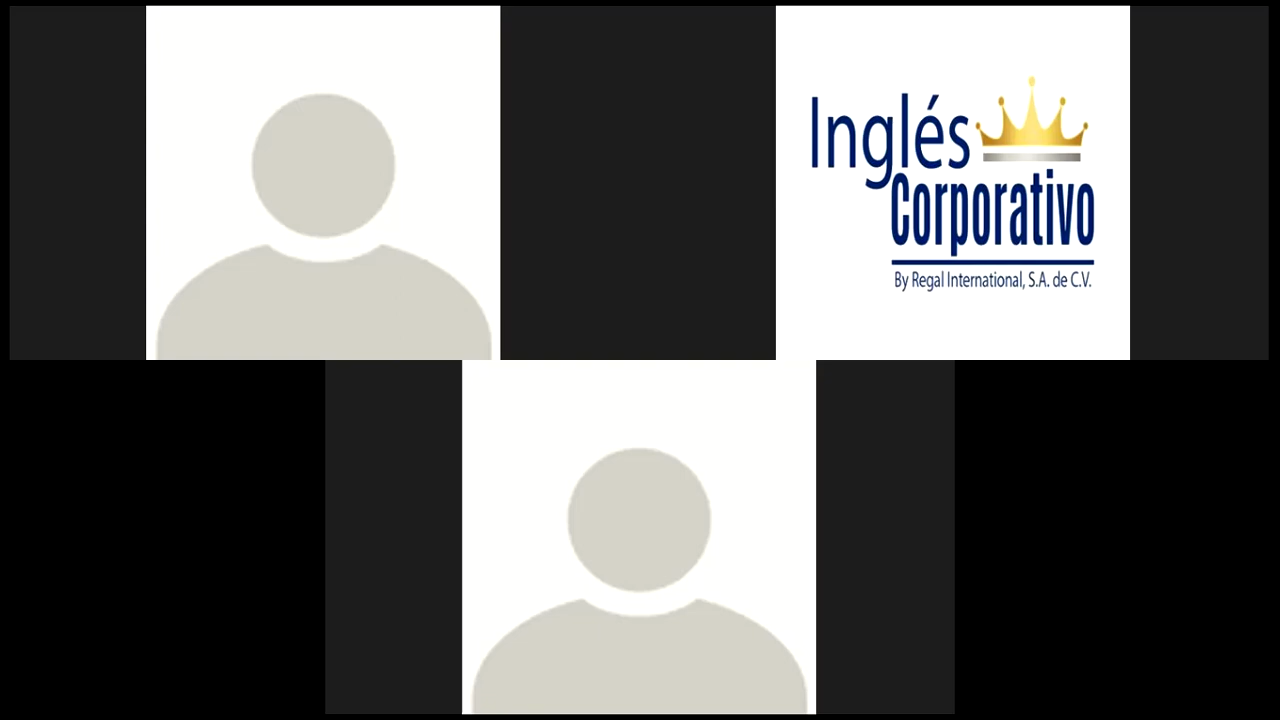 Inglés
Corporativo
By Regal International, S.A. de C.V.